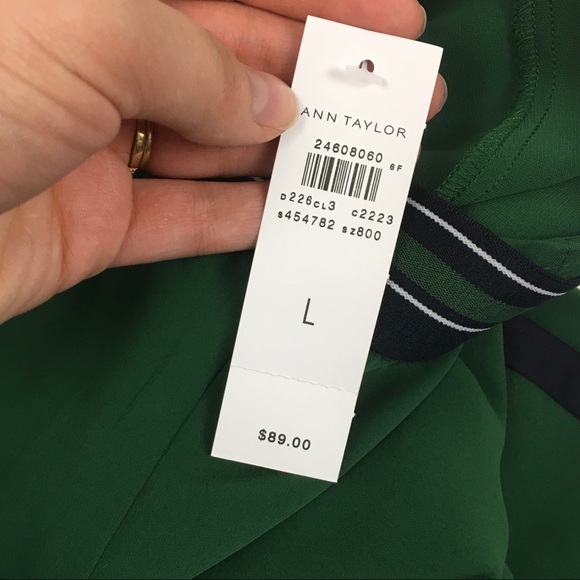 ANN TAYLOR
24608060 6F
D226CL3 C2223
S454782 SZ800
L
$89.00